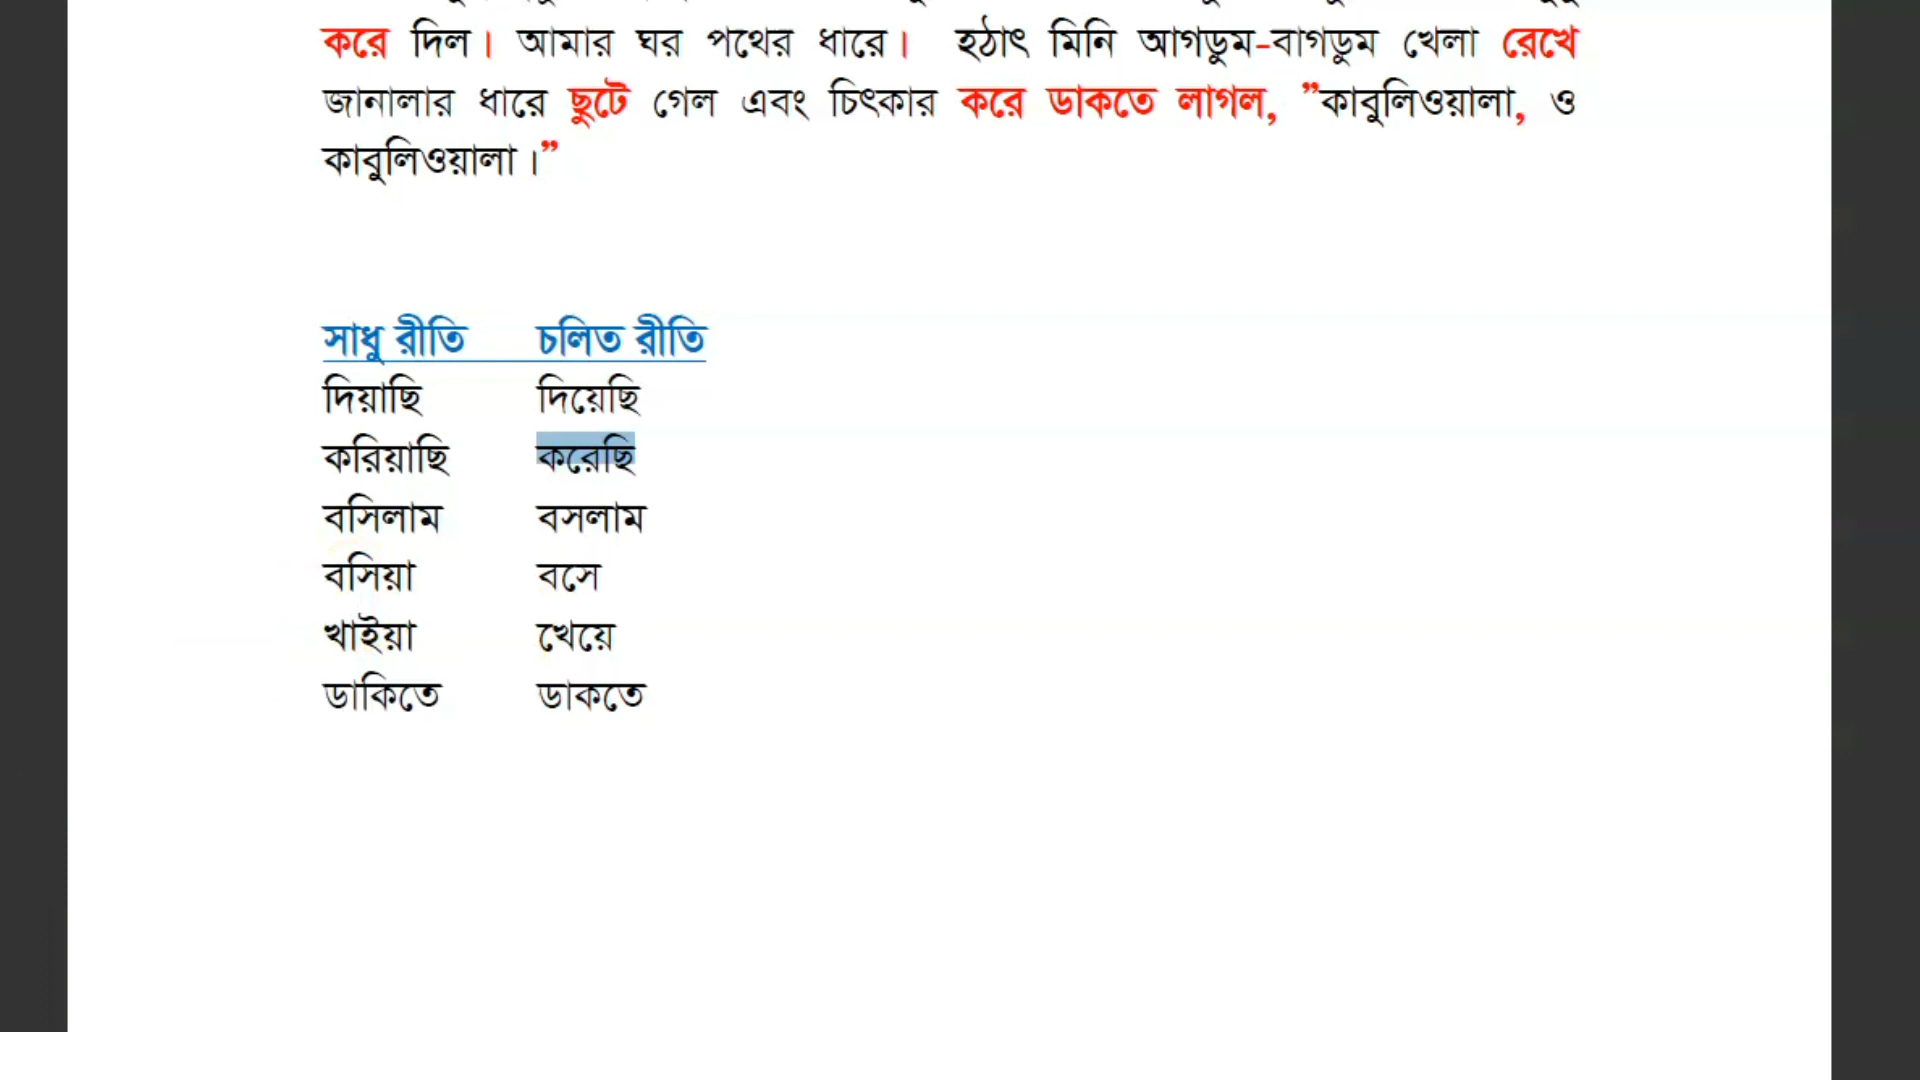 করে দিল। আমার ঘর পথের ধারে। হঠাৎ মিনি আগডুম-বাগডুম খেলা রেখে
জানালার ধারে ছুটে গেল এবং চিৎকার করে ডাকতে লাগল, ”কাবুলিওয়ালা, ও
কাবুলিওয়ালা।”
সাধু রীতি চলিত রীতি
দিয়াছি দিয়েছি
করিয়াছি করেছি
বসিলাম বসলাম
বসিয়া বসে
খাইয়া খেয়ে
ডাকিতে ডাকতে